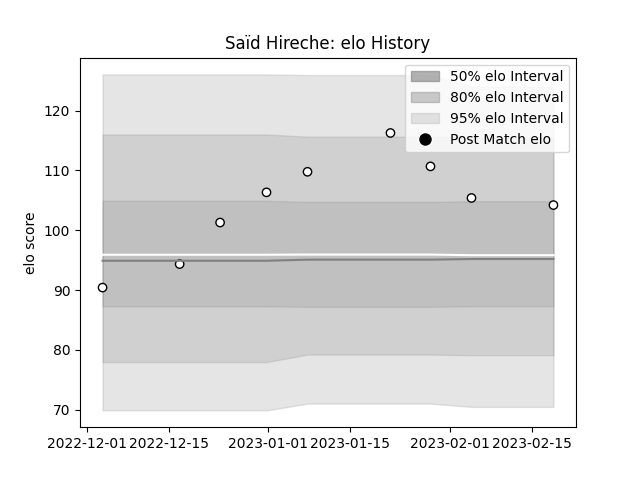 Saïd Hireche: elo History
50% elo Interval
80% elo Interval
95% elo Interval
Post Match elo
elo score
120
110
100
90
80
70
2022-12-01 2022-12-15 2023-01-01 2023-01-15 2023-02-01 2023-02-15